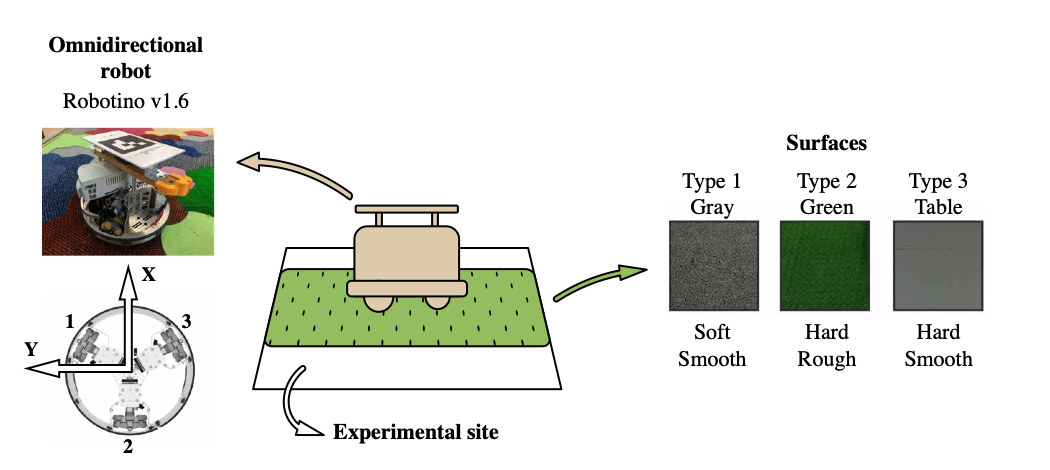 Omnidirectional
robot
Robotino v1.6
X
Y
1
3
2
Experimental site
Surfaces
Type 1
Gray
Type 2
Green
Type 3
Table
Soft
Smooth
Hard
Rough
Hard
Smooth